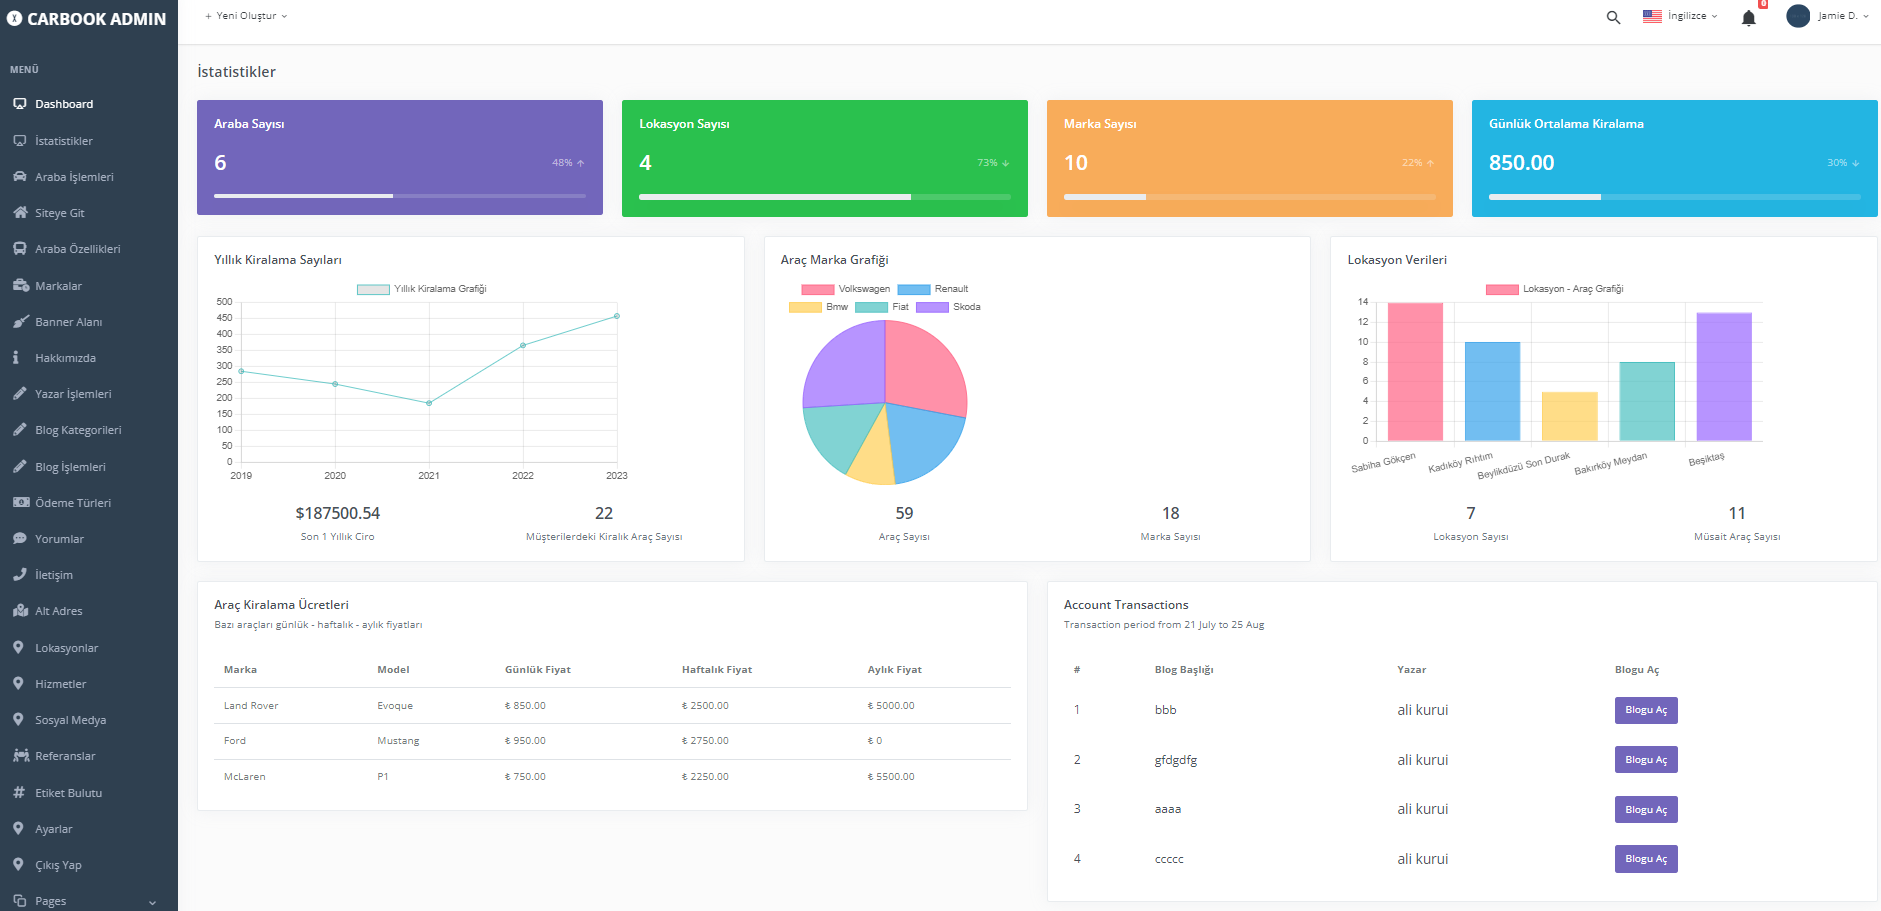 CARBOOK ADMIN
+ Yeni Oluştur
İngilizce
0
Jamie D.
MENÜ
Dashboard
İstatistikler
Araba İşlemleri
Siteye Git
Araba Özellikleri
Markalar
Banner Alanı
Hakkımızda
Yazar İşlemleri
Blog Kategorileri
Blog İşlemleri
Ödeme Türleri
Yorumlar
İletişim
Alt Adres
Lokasyonlar
Hizmetler
Sosyal Medya
Referanslar
Etiket Bulutu
Ayarlar
Çıkış Yap
Pages
İstatistikler
Araba Sayısı
6
48%
Lokasyon Sayısı
4
73%
Marka Sayısı
10
22%
Günlük Ortalama Kiralama
850.00
30%
Yıllık Kiralama Sayıları
Yıllık Kiralama Grafiği
500
450
400
350
300
250
200
150
100
50
0
2019 2020 2021 2022 2023
$187500.54
Son 1 Yıllık Ciro
22
Müşterilerdeki Kiralık Araç Sayısı
Araç Marka Grafiği
Volkswagen Renault
Bmw Fiat Skoda
59
Araç Sayısı
18
Marka Sayısı
Lokasyon Verileri
Lokasyon - Araç Grafiği
14
12
10
8
6
4
2
0
Sabiha Gökçen
Kadıköy Rıhtım
Beylikdüzü Son Durak
Bakırköy Meydan
Beşiktaş
7
Lokasyon Sayısı
11
Müsait Araç Sayısı
Araç Kiralama Ücretleri
Bazı araçları günlük - haftalık - aylık fiyatları
Marka Model Günlük Fiyat Haftalık Fiyat Aylık Fiyat
Land Rover Evoque ₺ 850.00 ₺ 2500.00 ₺ 5000.00
Ford Mustang ₺ 950.00 ₺ 2750.00 ₺ 0
McLaren P1 ₺ 750.00 ₺ 2250.00 ₺ 5500.00
Account Transactions
Transaction period from 21 July to 25 Aug
# Blog Başlığı Yazar Blogu Aç
1 bbb ali kurui Blogu Aç
2 gfdgdfg ali kurui Blogu Aç
3 aaaa ali kurui Blogu Aç
4 ccccc ali kurui Blogu Aç